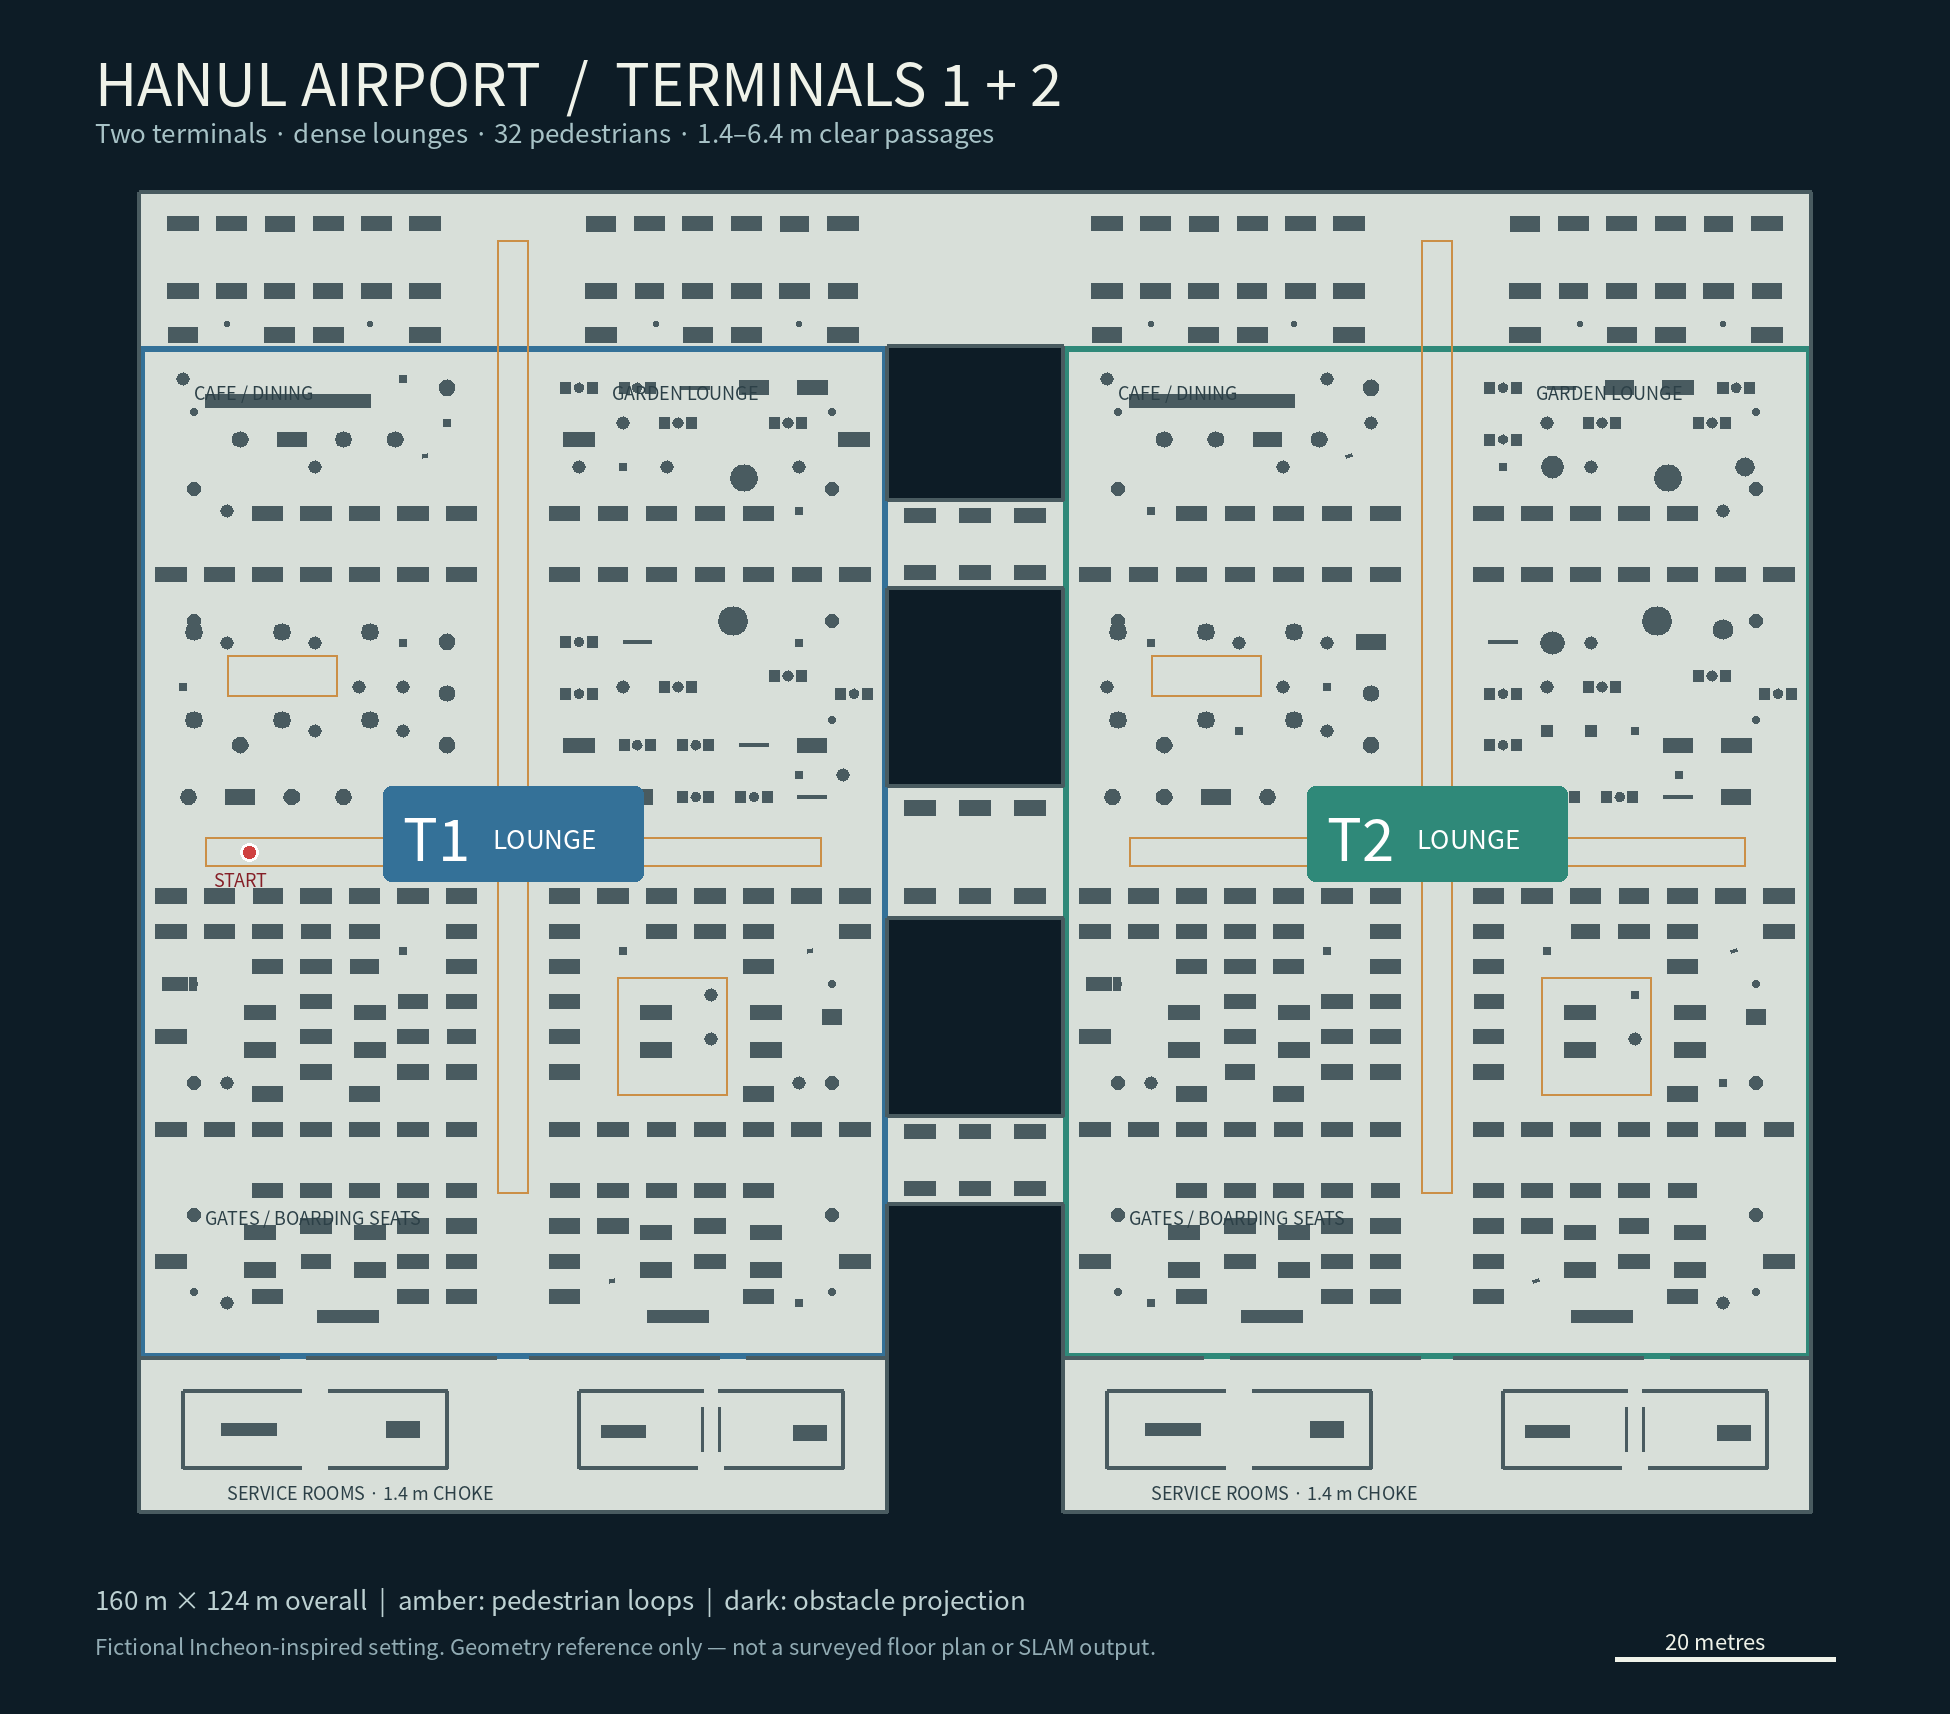 HANUL AIRPORT / TERMINALS 1 + 2
Two terminals · dense lounges · 32 pedestrians · 1.4–6.4 m clear passages
CAFE / DINING
GARDEN LOUNGE
CAFE / DINING
GARDEN LOUNGE
T1 LOUNGE
T2 LOUNGE
START
GATES / BOARDING SEATS
GATES / BOARDING SEATS
SERVICE ROOMS · 1.4 m CHOKE
SERVICE ROOMS · 1.4 m CHOKE
160 m × 124 m overall | amber: pedestrian loops | dark: obstacle projection
Fictional Incheon-inspired setting. Geometry reference only — not a surveyed floor plan or SLAM output.
20 metres